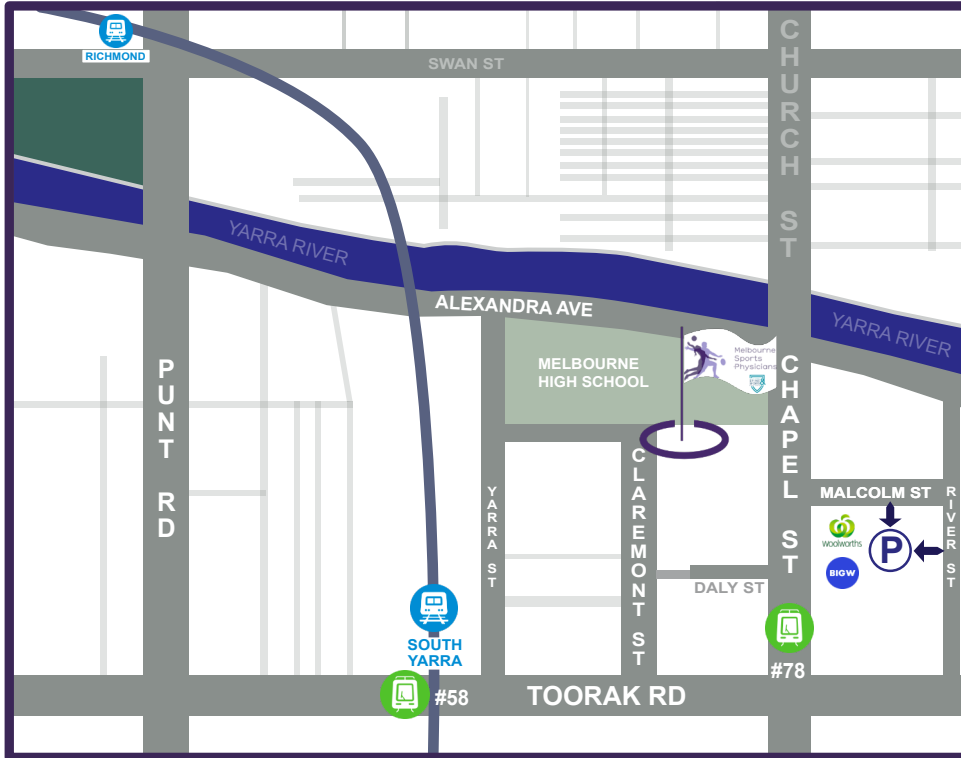 RICHMOND
SWAN ST
CHURCH ST
YARRA RIVER
ALEXANDRA AVE
YARRA RIVER
MELBOURNE
HIGH SCHOOL
Melbourne
Sports
Physicians
PUNT RD
CHAPEL ST
CLAREMONT ST
YARRA ST
MALCOLM ST
RIVER ST
woolworths
P
BIGW
DALY ST
SOUTH
YARRA
#58
TOORAK RD
#78